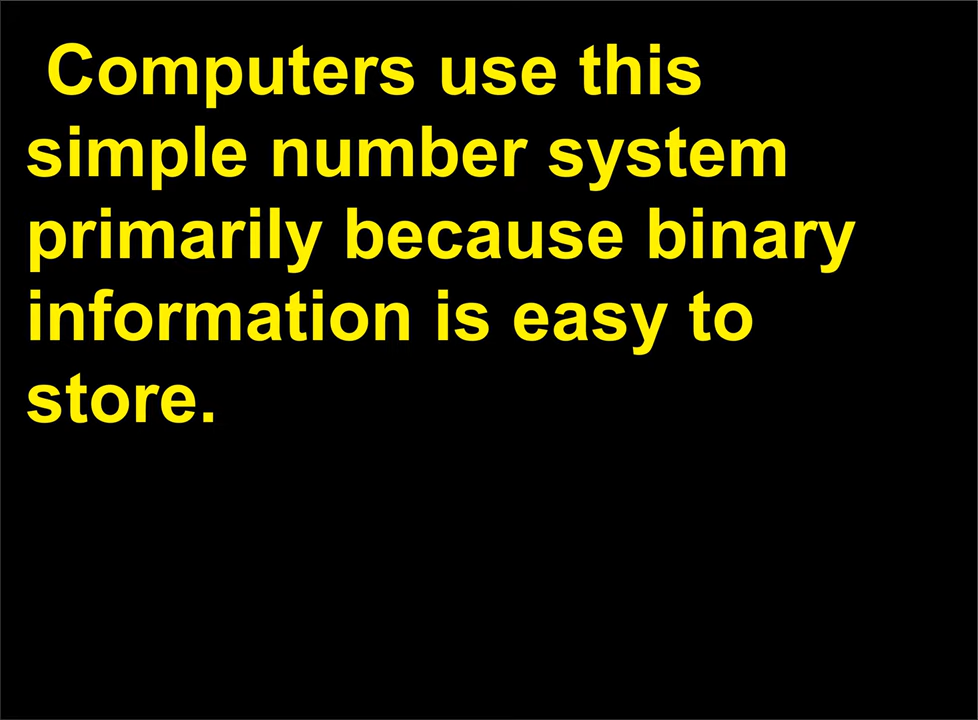 Computers use this
simple number system
primarily because binary
information is easy to
store.